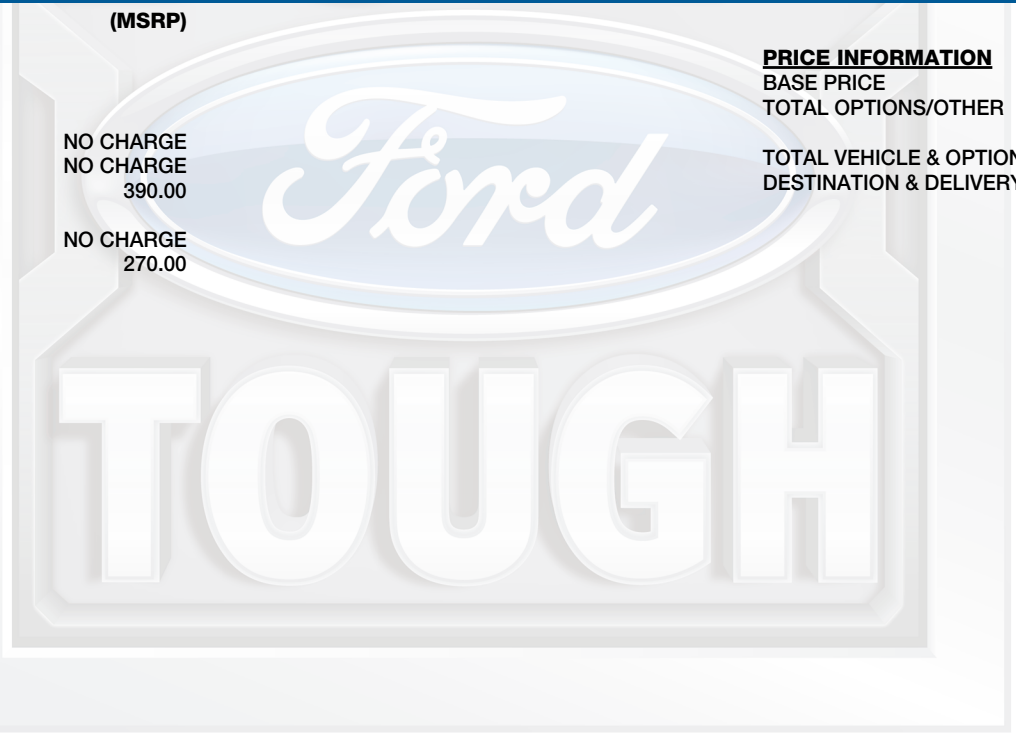 (MSRP)
NO CHARGE
NO CHARGE
390.00
NO CHARGE
270.00
PRICE INFORMATION
BASE PRICE
TOTAL OPTIONS/OTHER
TOTAL VEHICLE & OPTION
DESTINATION & DELIVERY
Ford
TOUGH